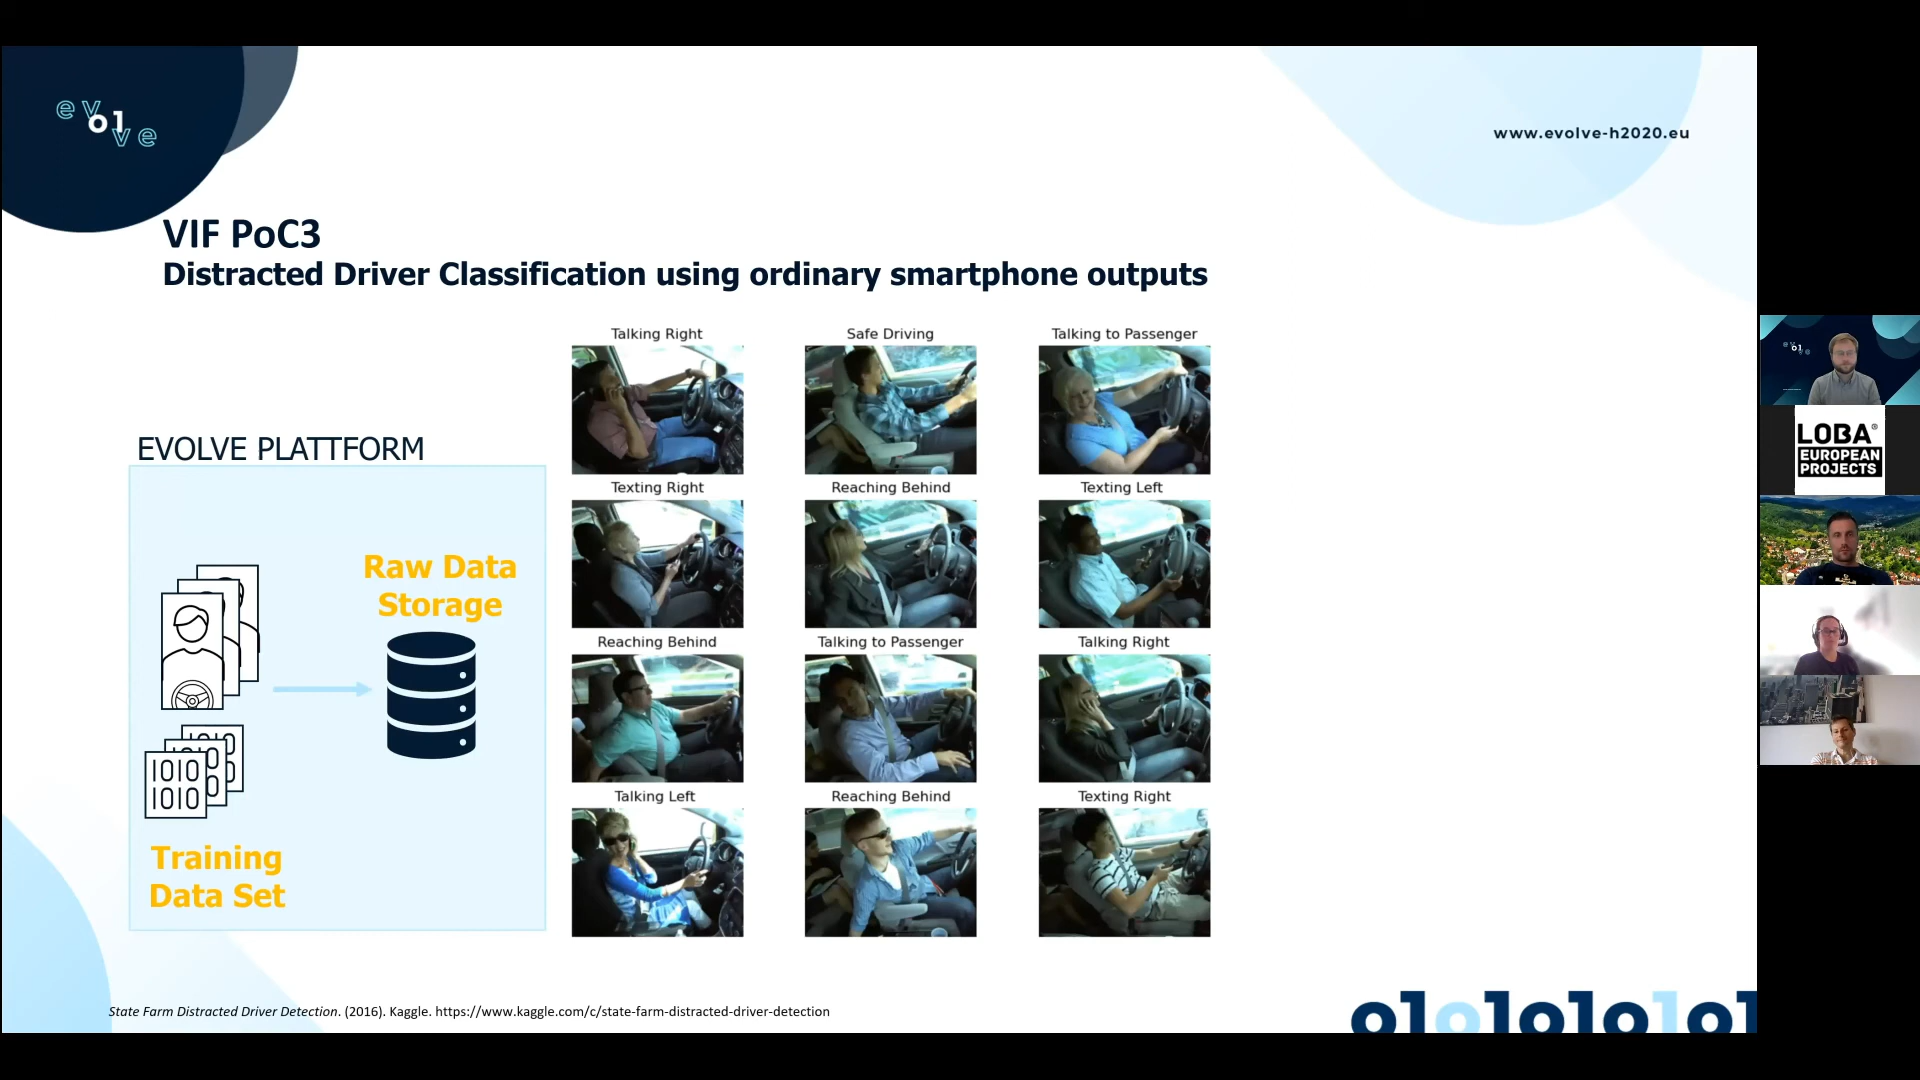 evolve
www.evolve-h2020.eu
VIF PoC3
Distracted Driver Classification using ordinary smartphone outputs
Talking Right
Safe Driving
Talking to Passenger
EVOLVE PLATTFORM
Texting Right
Reaching Behind
Texting Left
Raw Data
Storage
Reaching Behind
Talking to Passenger
Talking Right
1010
1010
Talking Left
Reaching Behind
Texting Right
Training
Data Set
State Farm Distracted Driver Detection. (2016). Kaggle. https://www.kaggle.com/c/state-farm-distracted-driver-detection
0101010101
LOBA®
EUROPEAN
PROJECTS